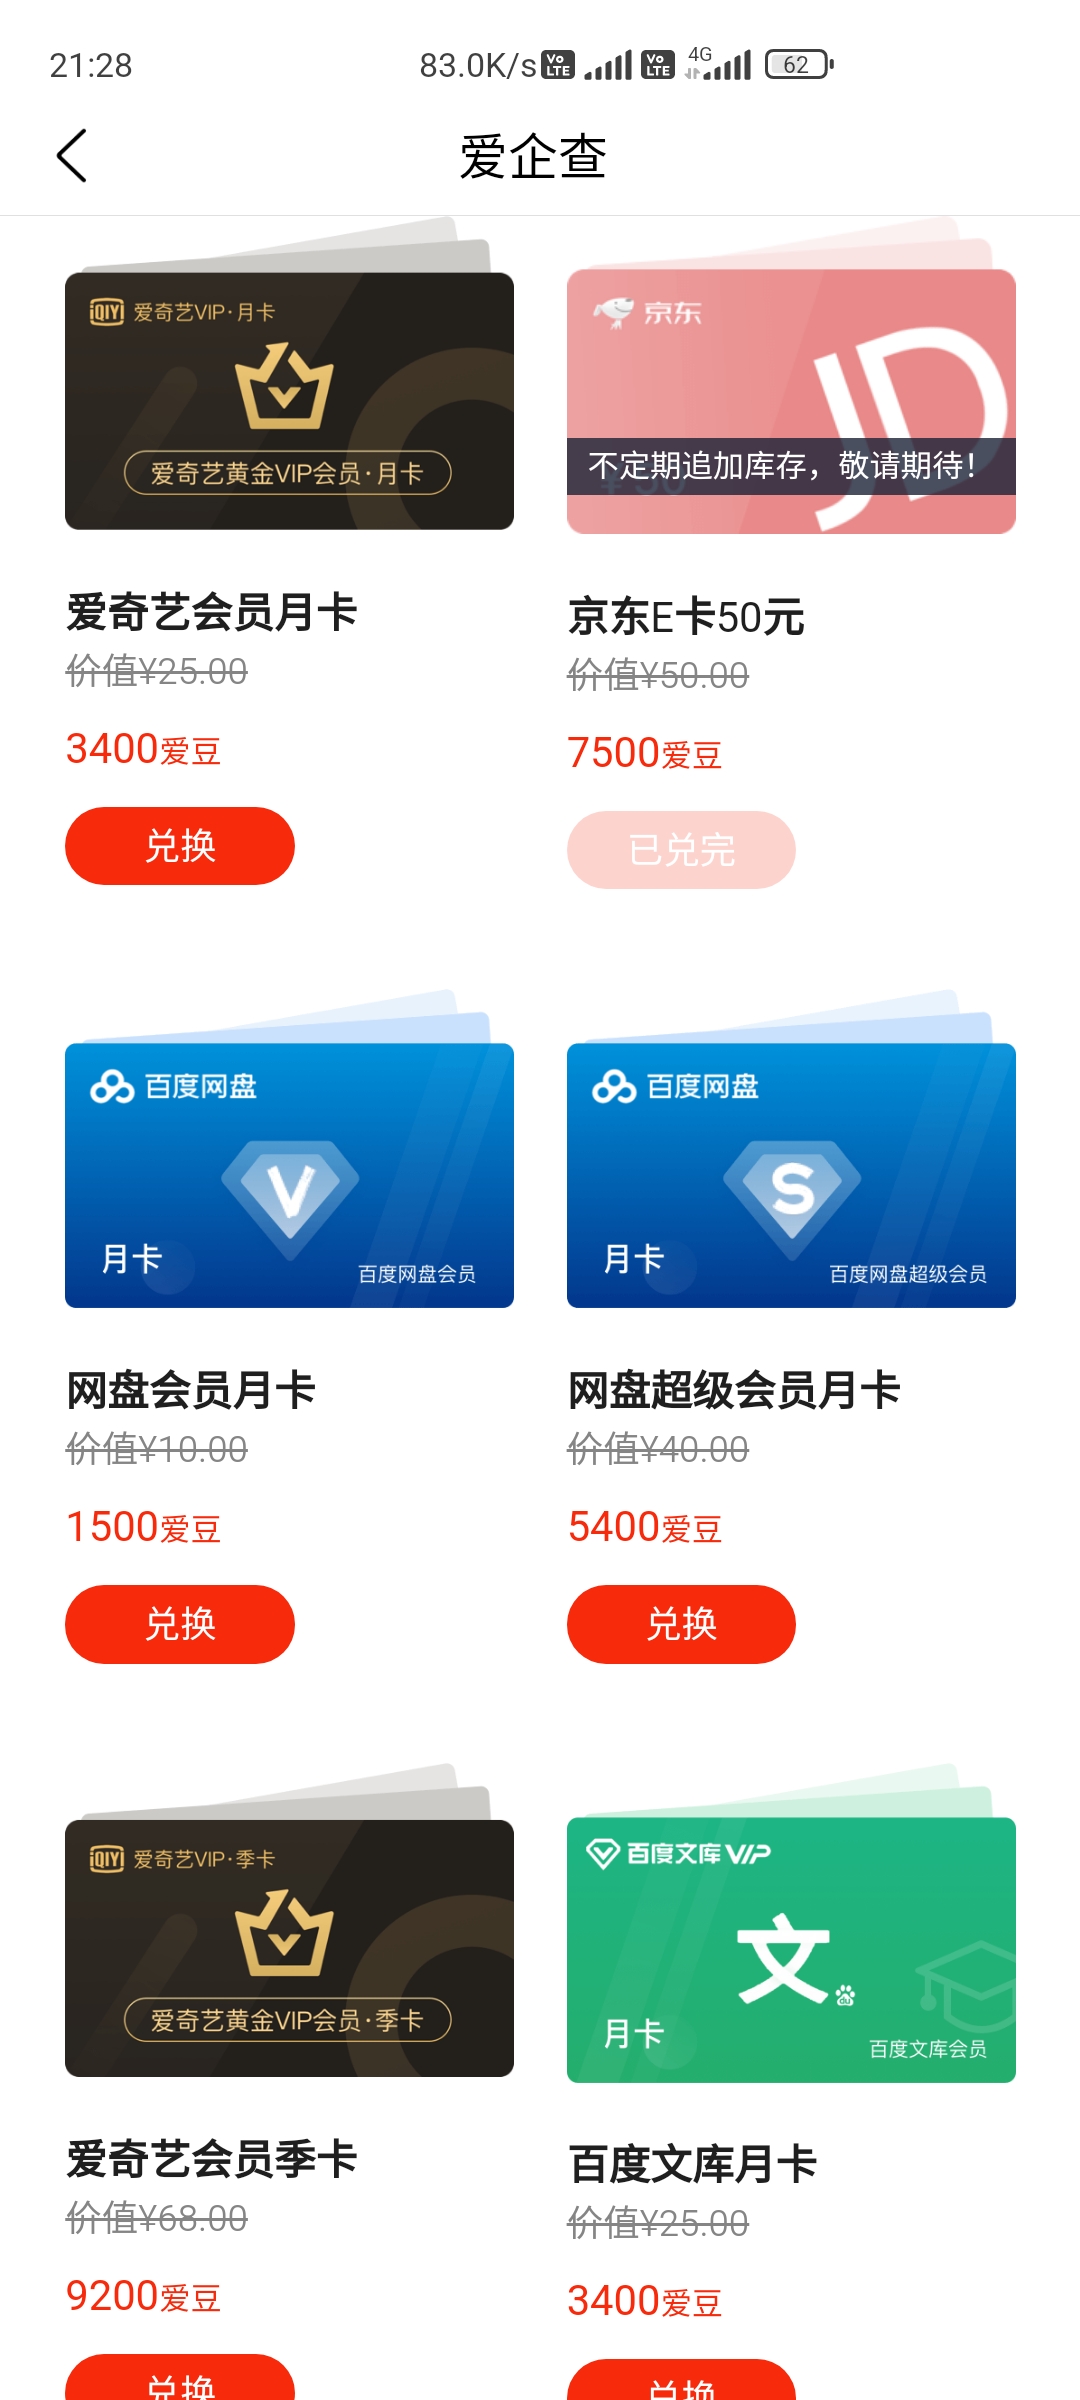 21:28 83.0K/s Vo LTE Vo LTE 4G 62
爱企查
iQIYI 爱奇艺VIP·月卡
爱奇艺黄金VIP会员·月卡
京东
JD
不定期追加库存，敬请期待！
爱奇艺会员月卡
价值¥25.00
3400爱豆
兑换
京东E卡50元
价值¥50.00
7500爱豆
已兑完
百度网盘
V
月卡
百度网盘会员
百度网盘
S
月卡
百度网盘超级会员
网盘会员月卡
价值¥10.00
1500爱豆
兑换
网盘超级会员月卡
价值¥40.00
5400爱豆
兑换
iQIYI 爱奇艺VIP·季卡
爱奇艺黄金VIP会员·季卡
百度文库VIP
文
du
月卡
百度文库会员
爱奇艺会员季卡
价值¥68.00
9200爱豆
兑换
百度文库月卡
价值¥25.00
3400爱豆
兑换